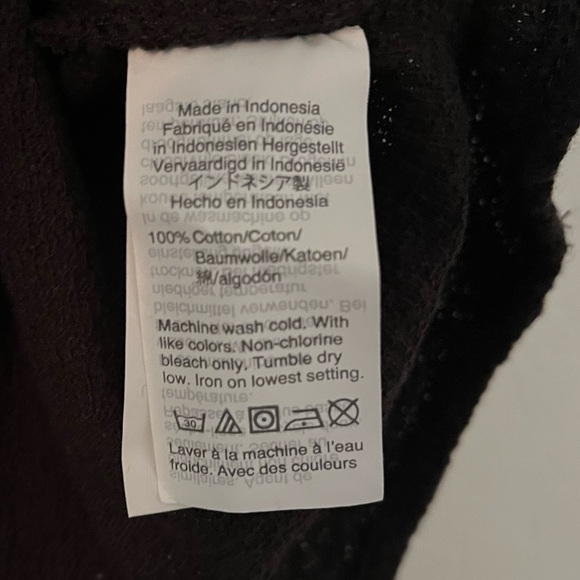 Made in Indonesia
Fabriqué en Indonésie
in Indonesien Hergestellt
Vervaardigd in Indonesië
インドネシア製
Hecho en Indonesia
100% Cotton/Coton/
Baumwolle/Katoen/
綿/algodón
Machine wash cold. With
like colors. Non-chlorine
bleach only. Tumble dry
low. Iron on lowest setting.
30
Laver à la machine à l'eau
froide. Avec des couleurs